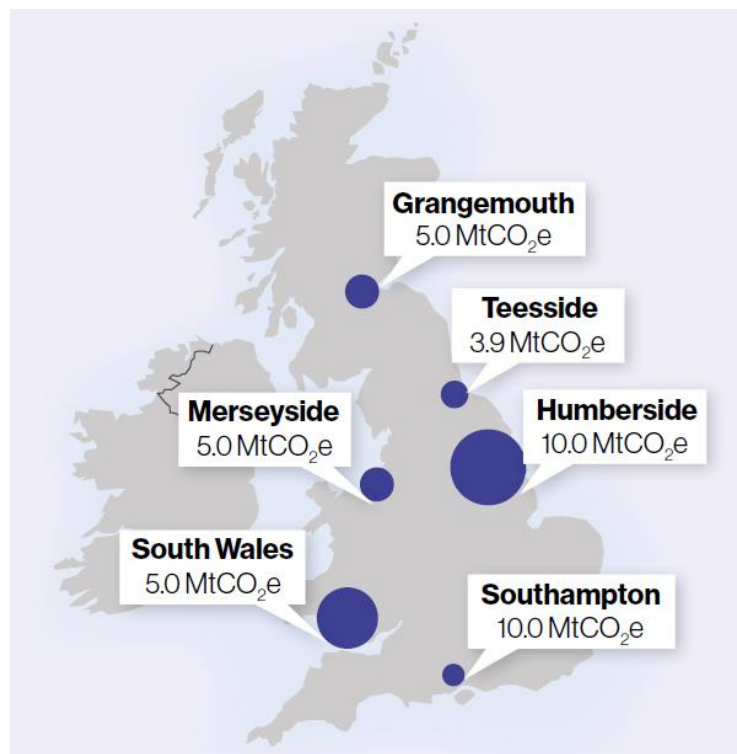 Grangemouth
5.0 MtCO₂e
Teesside
3.9 MtCO₂e
Merseyside
5.0 MtCO₂e
Humberside
10.0 MtCO₂e
South Wales
5.0 MtCO₂e
Southampton
10.0 MtCO₂e